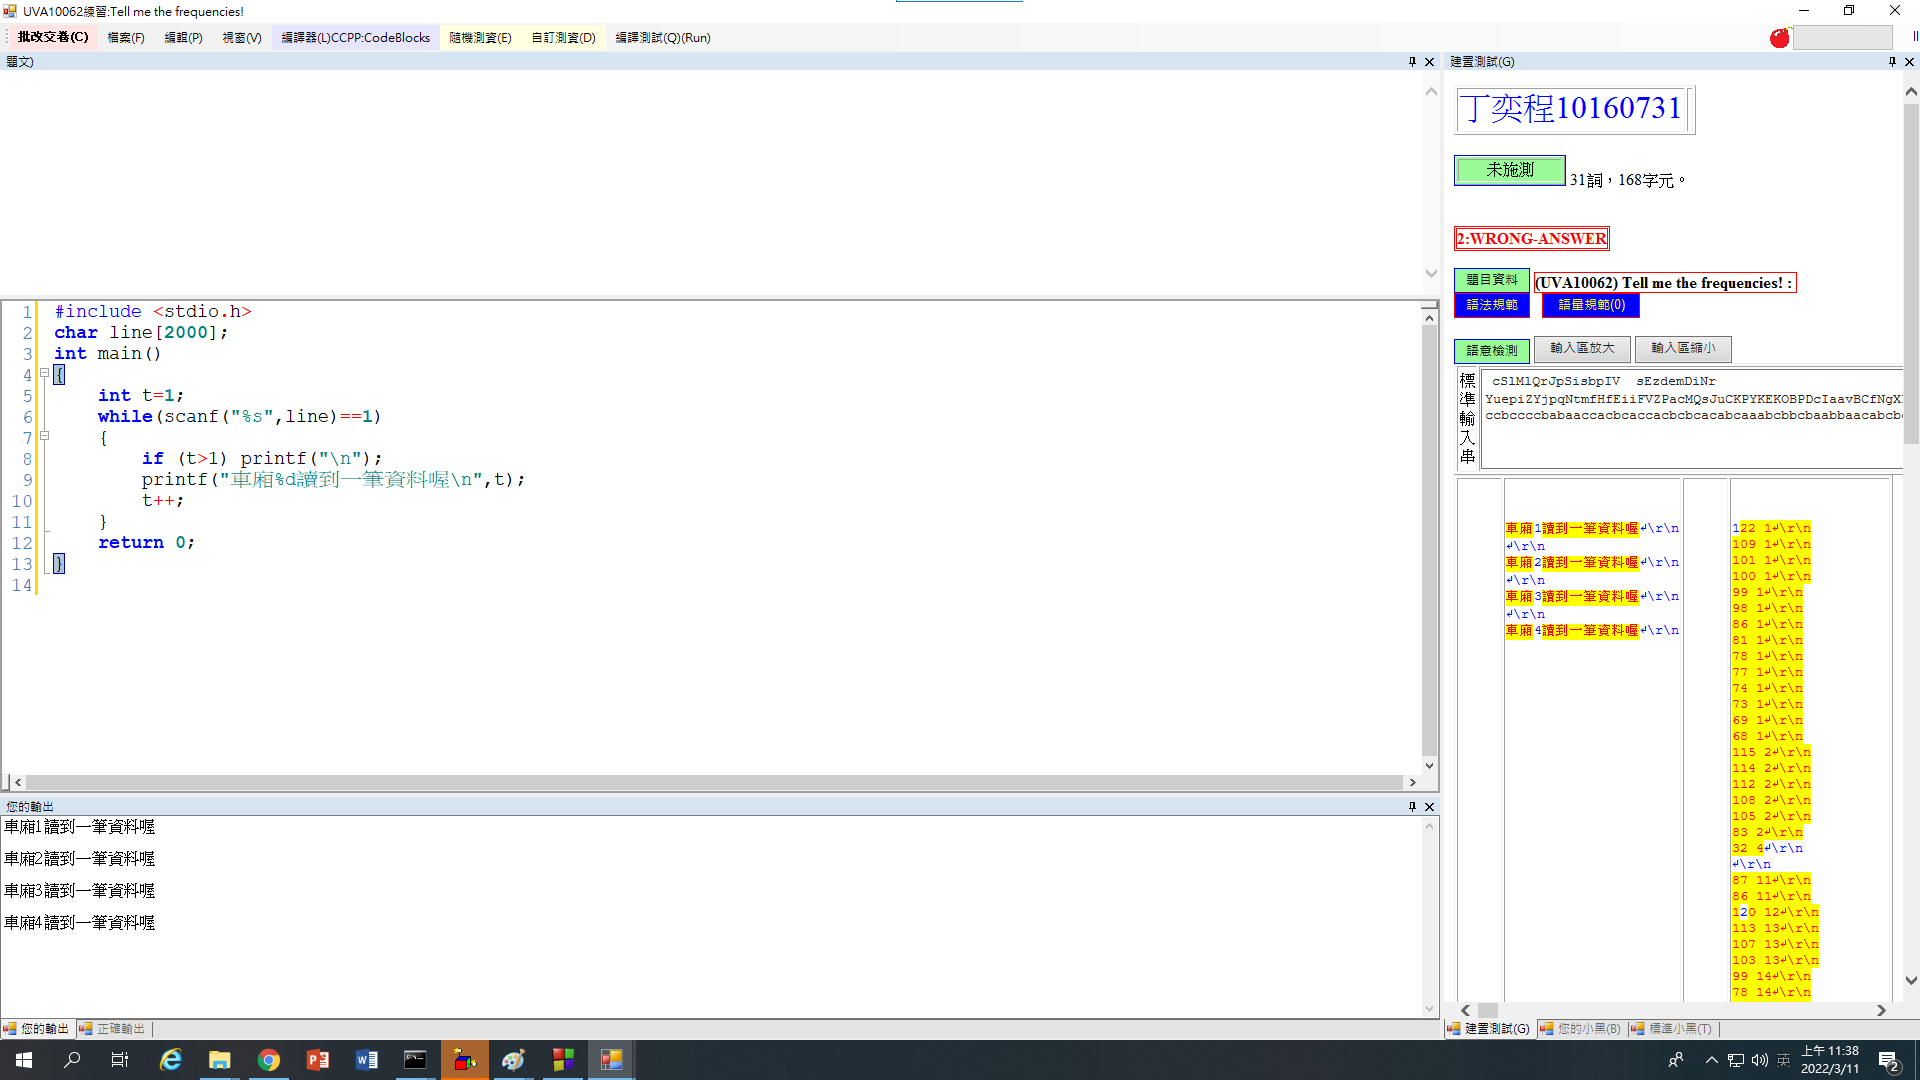 UVA10062練習:Tell me the frequencies!
批改交卷(C) 檔案(F) 編輯(P) 視窗(V) 編譯器(L)CCPP:CodeBlocks 隨機測資(E) 自訂測資(D) 編譯測試(Q)(Run)
題文)
1 #include <stdio.h>
2 char line[2000];
3 int main()
4 {
5 int t=1;
6 while(scanf("%s",line)==1)
7 {
8 if (t>1) printf("\n");
9 printf("車廂%d讀到一筆資料喔\n",t);
10 t++;
11 }
12 return 0;
13 }
14
您的輸出
車廂1讀到一筆資料喔
車廂2讀到一筆資料喔
車廂3讀到一筆資料喔
車廂4讀到一筆資料喔
您的輸出 正確輸出
建置測試(G)
丁奕程10160731
未施測 31詞，168字元。
2:WRONG-ANSWER
題目資料 (UVA10062) Tell me the frequencies! :
語法規範 語量規範(0)
語意檢測 輸入區放大 輸入區縮小
標準輸入串
cSlMlQrJpSisbpIV sEzdemDiNr
YuepiZYjpqNtmfHfEiiFVZPacMQsJuCKPYKEKOBPDcIaavBCfNgX
ccbccccbabaaccacbcaccacbcbcacabcaaabcbbcbaabbaacabcb
車廂1讀到一筆資料喔↲\r\n
↲\r\n
車廂2讀到一筆資料喔↲\r\n
↲\r\n
車廂3讀到一筆資料喔↲\r\n
↲\r\n
車廂4讀到一筆資料喔↲\r\n
122 1↲\r\n
109 1↲\r\n
101 1↲\r\n
100 1↲\r\n
99 1↲\r\n
98 1↲\r\n
86 1↲\r\n
81 1↲\r\n
78 1↲\r\n
77 1↲\r\n
74 1↲\r\n
73 1↲\r\n
69 1↲\r\n
68 1↲\r\n
115 2↲\r\n
114 2↲\r\n
112 2↲\r\n
108 2↲\r\n
105 2↲\r\n
83 2↲\r\n
32 4↲\r\n
↲\r\n
87 11↲\r\n
86 11↲\r\n
120 12↲\r\n
113 13↲\r\n
107 13↲\r\n
103 13↲\r\n
99 14↲\r\n
78 14↲\r\n
建置測試(G) 您的小黑(B) 標準小黑(T)
英
上午 11:38
2022/3/11
2